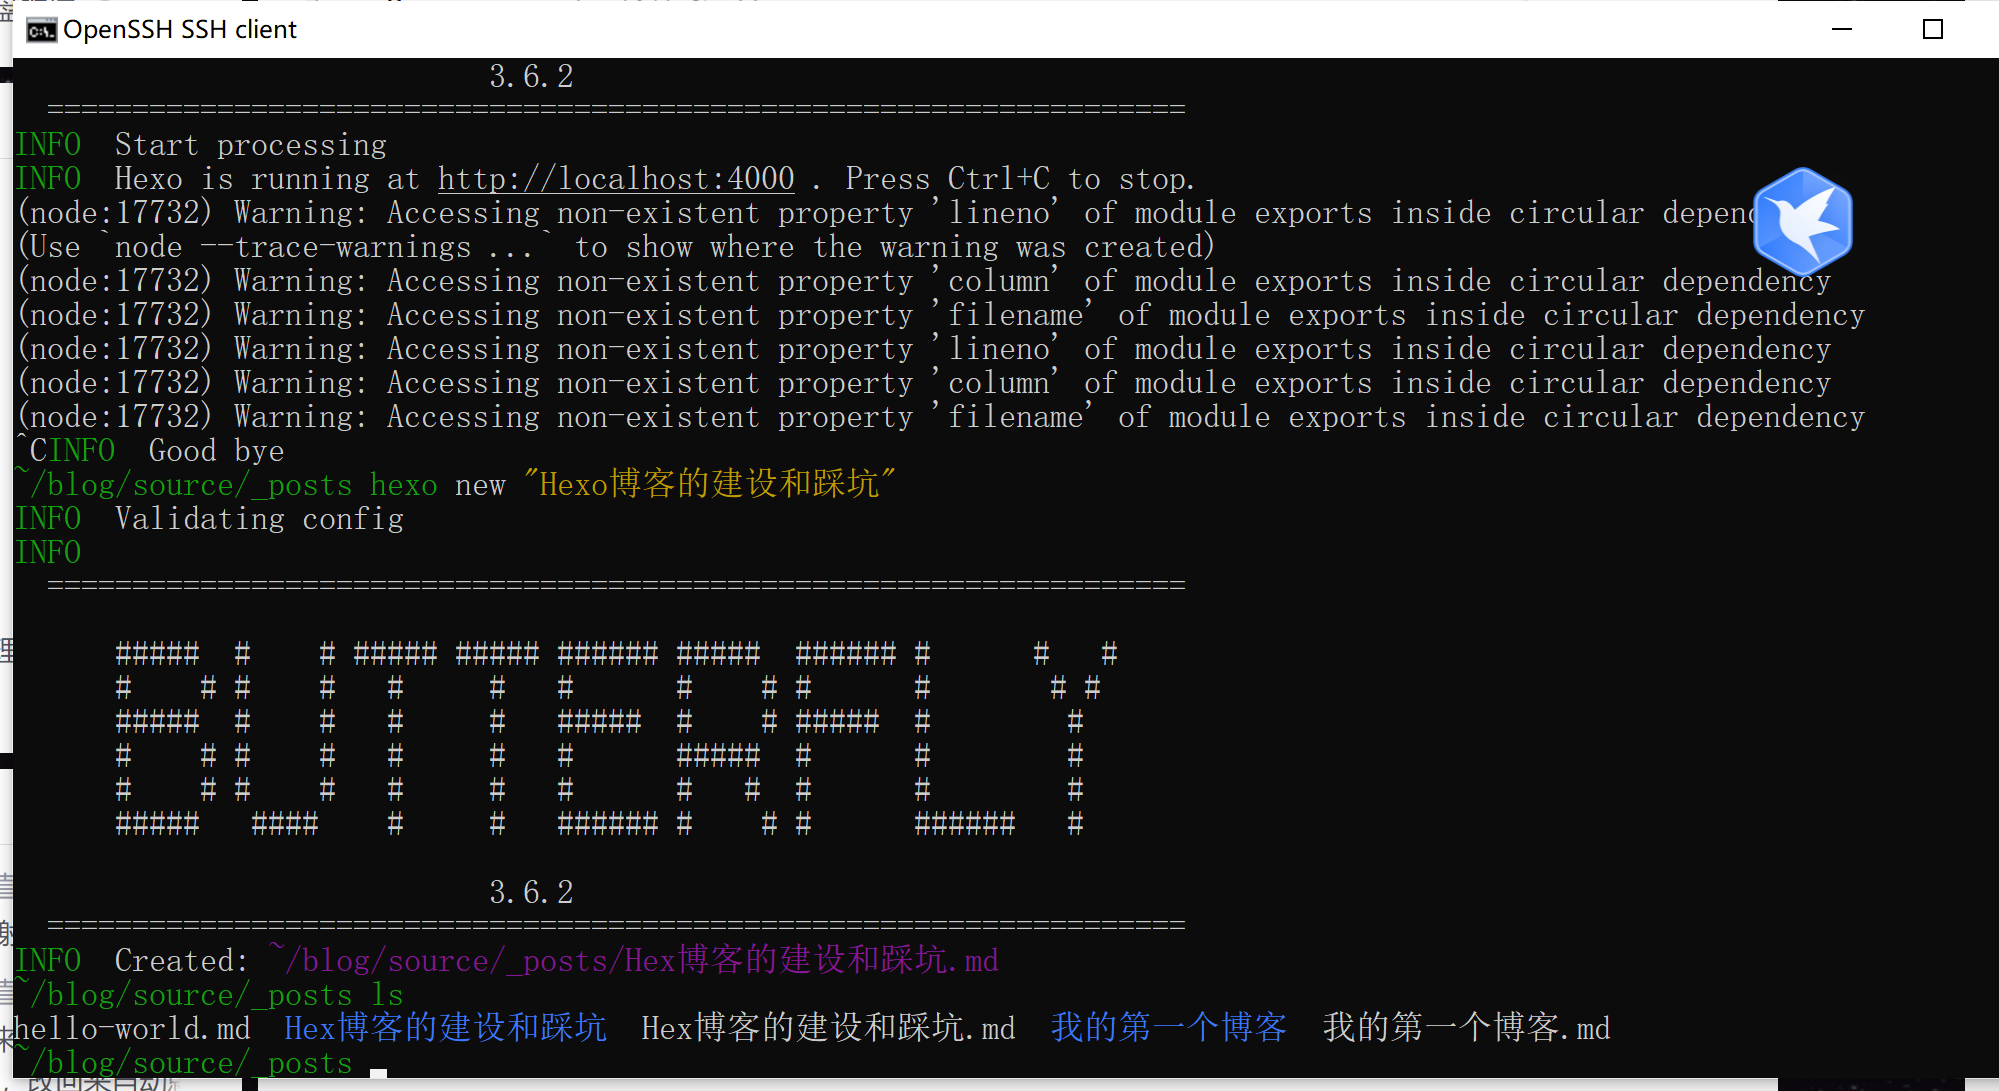 OpenSSH SSH client
3.6.2
===================================================================
INFO  Start processing
INFO  Hexo is running at http://localhost:4000 . Press Ctrl+C to stop.
(node:17732) Warning: Accessing non-existent property 'lineno' of module exports inside circular
(Use `node --trace-warnings ...` to show where the warning was created)
(node:17732) Warning: Accessing non-existent property 'column' of module exports inside circular dependency
(node:17732) Warning: Accessing non-existent property 'filename' of module exports inside circular dependency
(node:17732) Warning: Accessing non-existent property 'lineno' of module exports inside circular dependency
(node:17732) Warning: Accessing non-existent property 'column' of module exports inside circular dependency
(node:17732) Warning: Accessing non-existent property 'filename' of module exports inside circular dependency
^CINFO  Good bye
~/blog/source/_posts hexo new "Hexo博客的建设和踩坑"
INFO  Validating config
INFO
===================================================================
BUTTERFLY
3.6.2
===================================================================
INFO  Created: ~/blog/source/_posts/Hex博客的建设和踩坑.md
~/blog/source/_posts ls
hello-world.md  Hex博客的建设和踩坑  Hex博客的建设和踩坑.md  我的第一个博客  我的第一个博客.md
~/blog/source/_posts